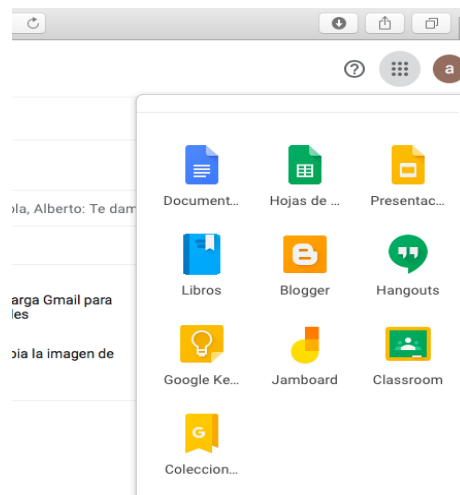 a
ola, Alberto: Te dam
Document... Hojas de ... Presentac...
Libros Blogger Hangouts
arga Gmail para
les
bia la imagen de
Google Ke... Jamboard Classroom
G
Coleccion...